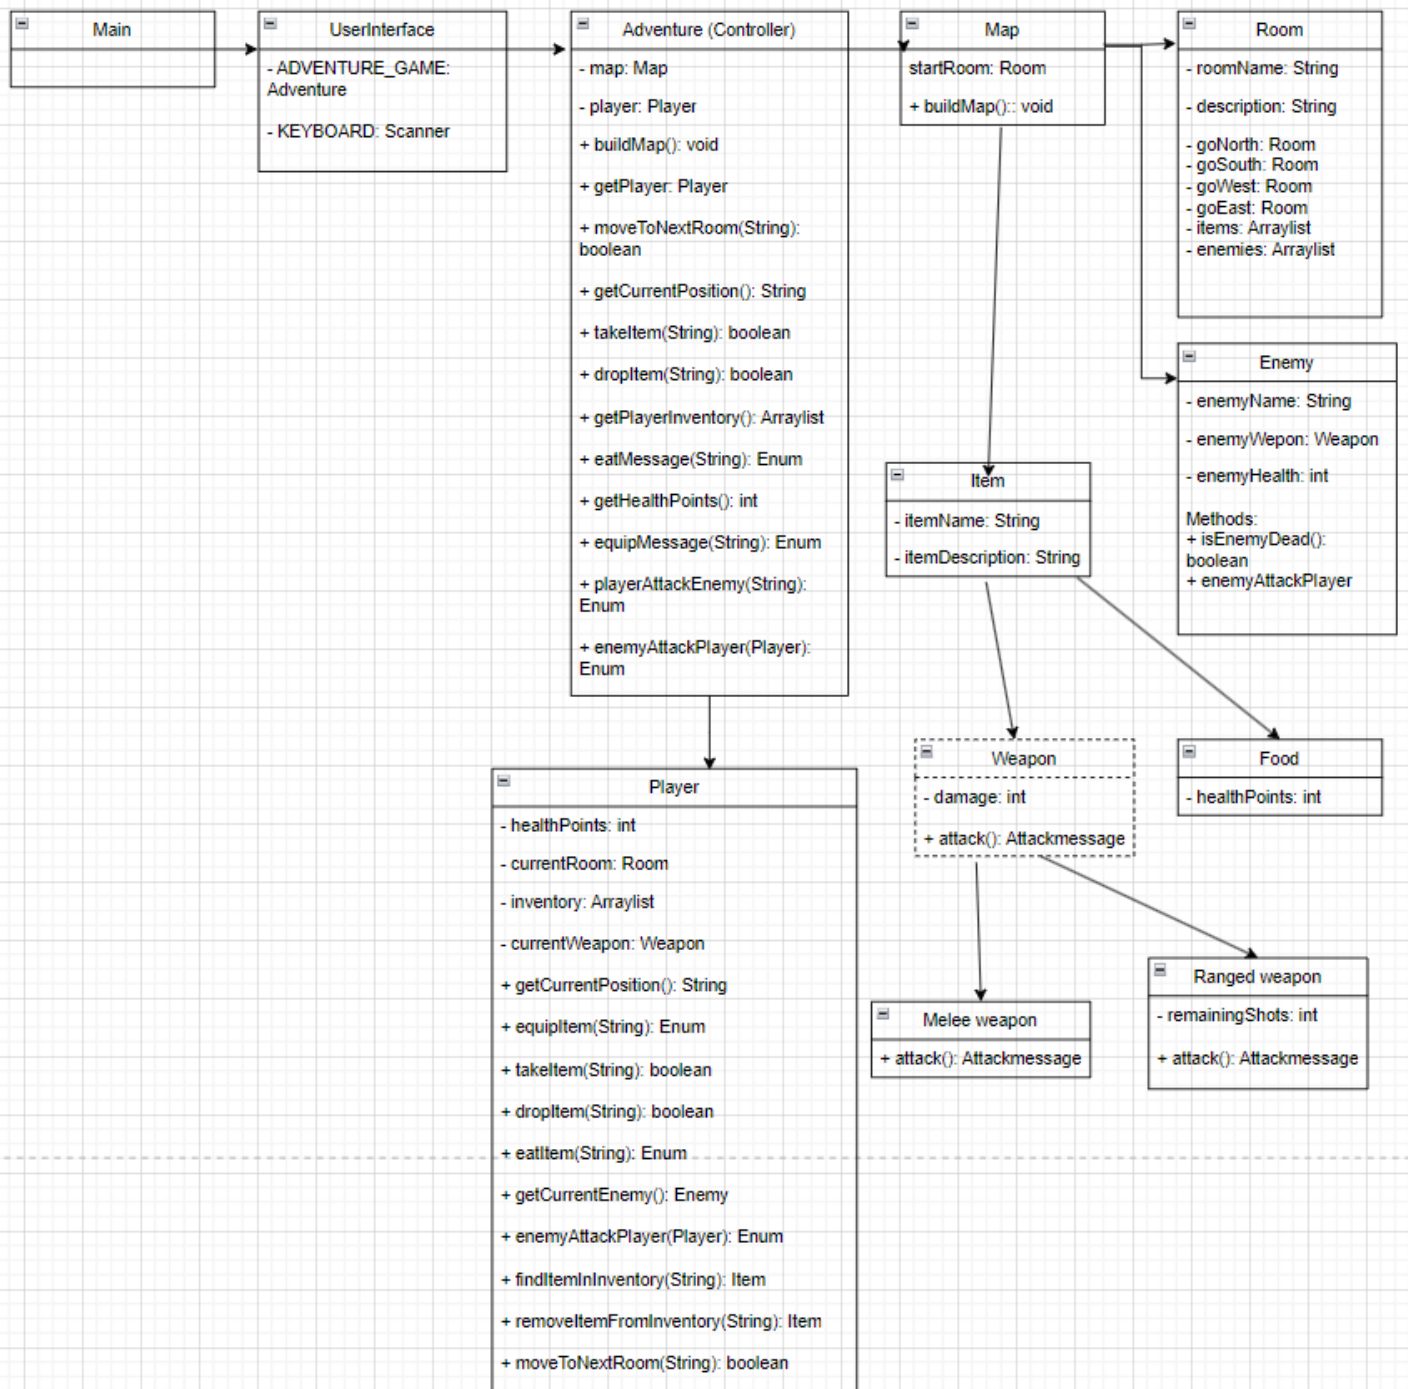 Main
UserInterface
- ADVENTURE_GAME:
Adventure
- KEYBOARD: Scanner
Adventure (Controller)
- map: Map
- player: Player
+ buildMap(): void
+ getPlayer: Player
+ moveToNextRoom(String):
boolean
+ getCurrentPosition(): String
+ takeItem(String): boolean
+ dropItem(String): boolean
+ getPlayerInventory(): Arraylist
+ eatMessage(String): Enum
+ getHealthPoints(): int
+ equipMessage(String): Enum
+ playerAttackEnemy(String):
Enum
+ enemyAttackPlayer(Player):
Enum
Map
startRoom: Room
+ buildMap():: void
Room
- roomName: String
- description: String
- goNorth: Room
- goSouth: Room
- goWest: Room
- goEast: Room
- items: Arraylist
- enemies: Arraylist
Enemy
- enemyName: String
- enemyWepon: Weapon
- enemyHealth: int
Methods:
+ isEnemyDead():
boolean
+ enemyAttackPlayer
Item
- itemName: String
- itemDescription: String
Weapon
- damage: int
+ attack(): Attackmessage
Food
- healthPoints: int
Player
- healthPoints: int
- currentRoom: Room
- inventory: Arraylist
- currentWeapon: Weapon
+ getCurrentPosition(): String
+ equipItem(String): Enum
+ takeItem(String): boolean
+ dropItem(String): boolean
+ eatItem(String): Enum
+ getCurrentEnemy(): Enemy
+ enemyAttackPlayer(Player): Enum
+ findItemInInventory(String): Item
+ removeItemFromInventory(String): Item
+ moveToNextRoom(String): boolean
Melee weapon
+ attack(): Attackmessage
Ranged weapon
- remainingShots: int
+ attack(): Attackmessage